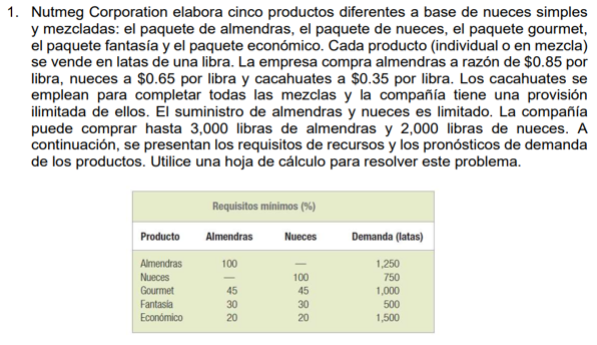 1. Nutmeg Corporation elabora cinco productos diferentes a base de nueces simples
y mezcladas: el paquete de almendras, el paquete de nueces, el paquete gourmet,
el paquete fantasía y el paquete económico. Cada producto (individual o en mezcla)
se vende en latas de una libra. La empresa compra almendras a razón de $0.85 por
libra, nueces a $0.65 por libra y cacahuates a $0.35 por libra. Los cacahuates se
emplean para completar todas las mezclas y la compañía tiene una provisión
ilimitada de ellos. El suministro de almendras y nueces es limitado. La compañía
puede comprar hasta 3,000 libras de almendras y 2,000 libras de nueces. A
continuación, se presentan los requisitos de recursos y los pronósticos de demanda
de los productos. Utilice una hoja de cálculo para resolver este problema.
Requisitos mínimos (%)
Producto Almendras Nueces Demanda (latas)
Almendras 100 — 1,250
Nueces — 100 750
Gourmet 45 45 1,000
Fantasía 30 30 500
Económico 20 20 1,500